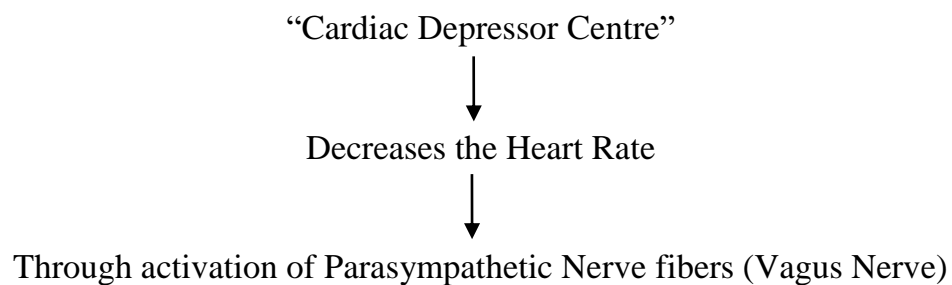 “Cardiac Depressor Centre”
Decreases the Heart Rate
Through activation of Parasympathetic Nerve fibers (Vagus Nerve)